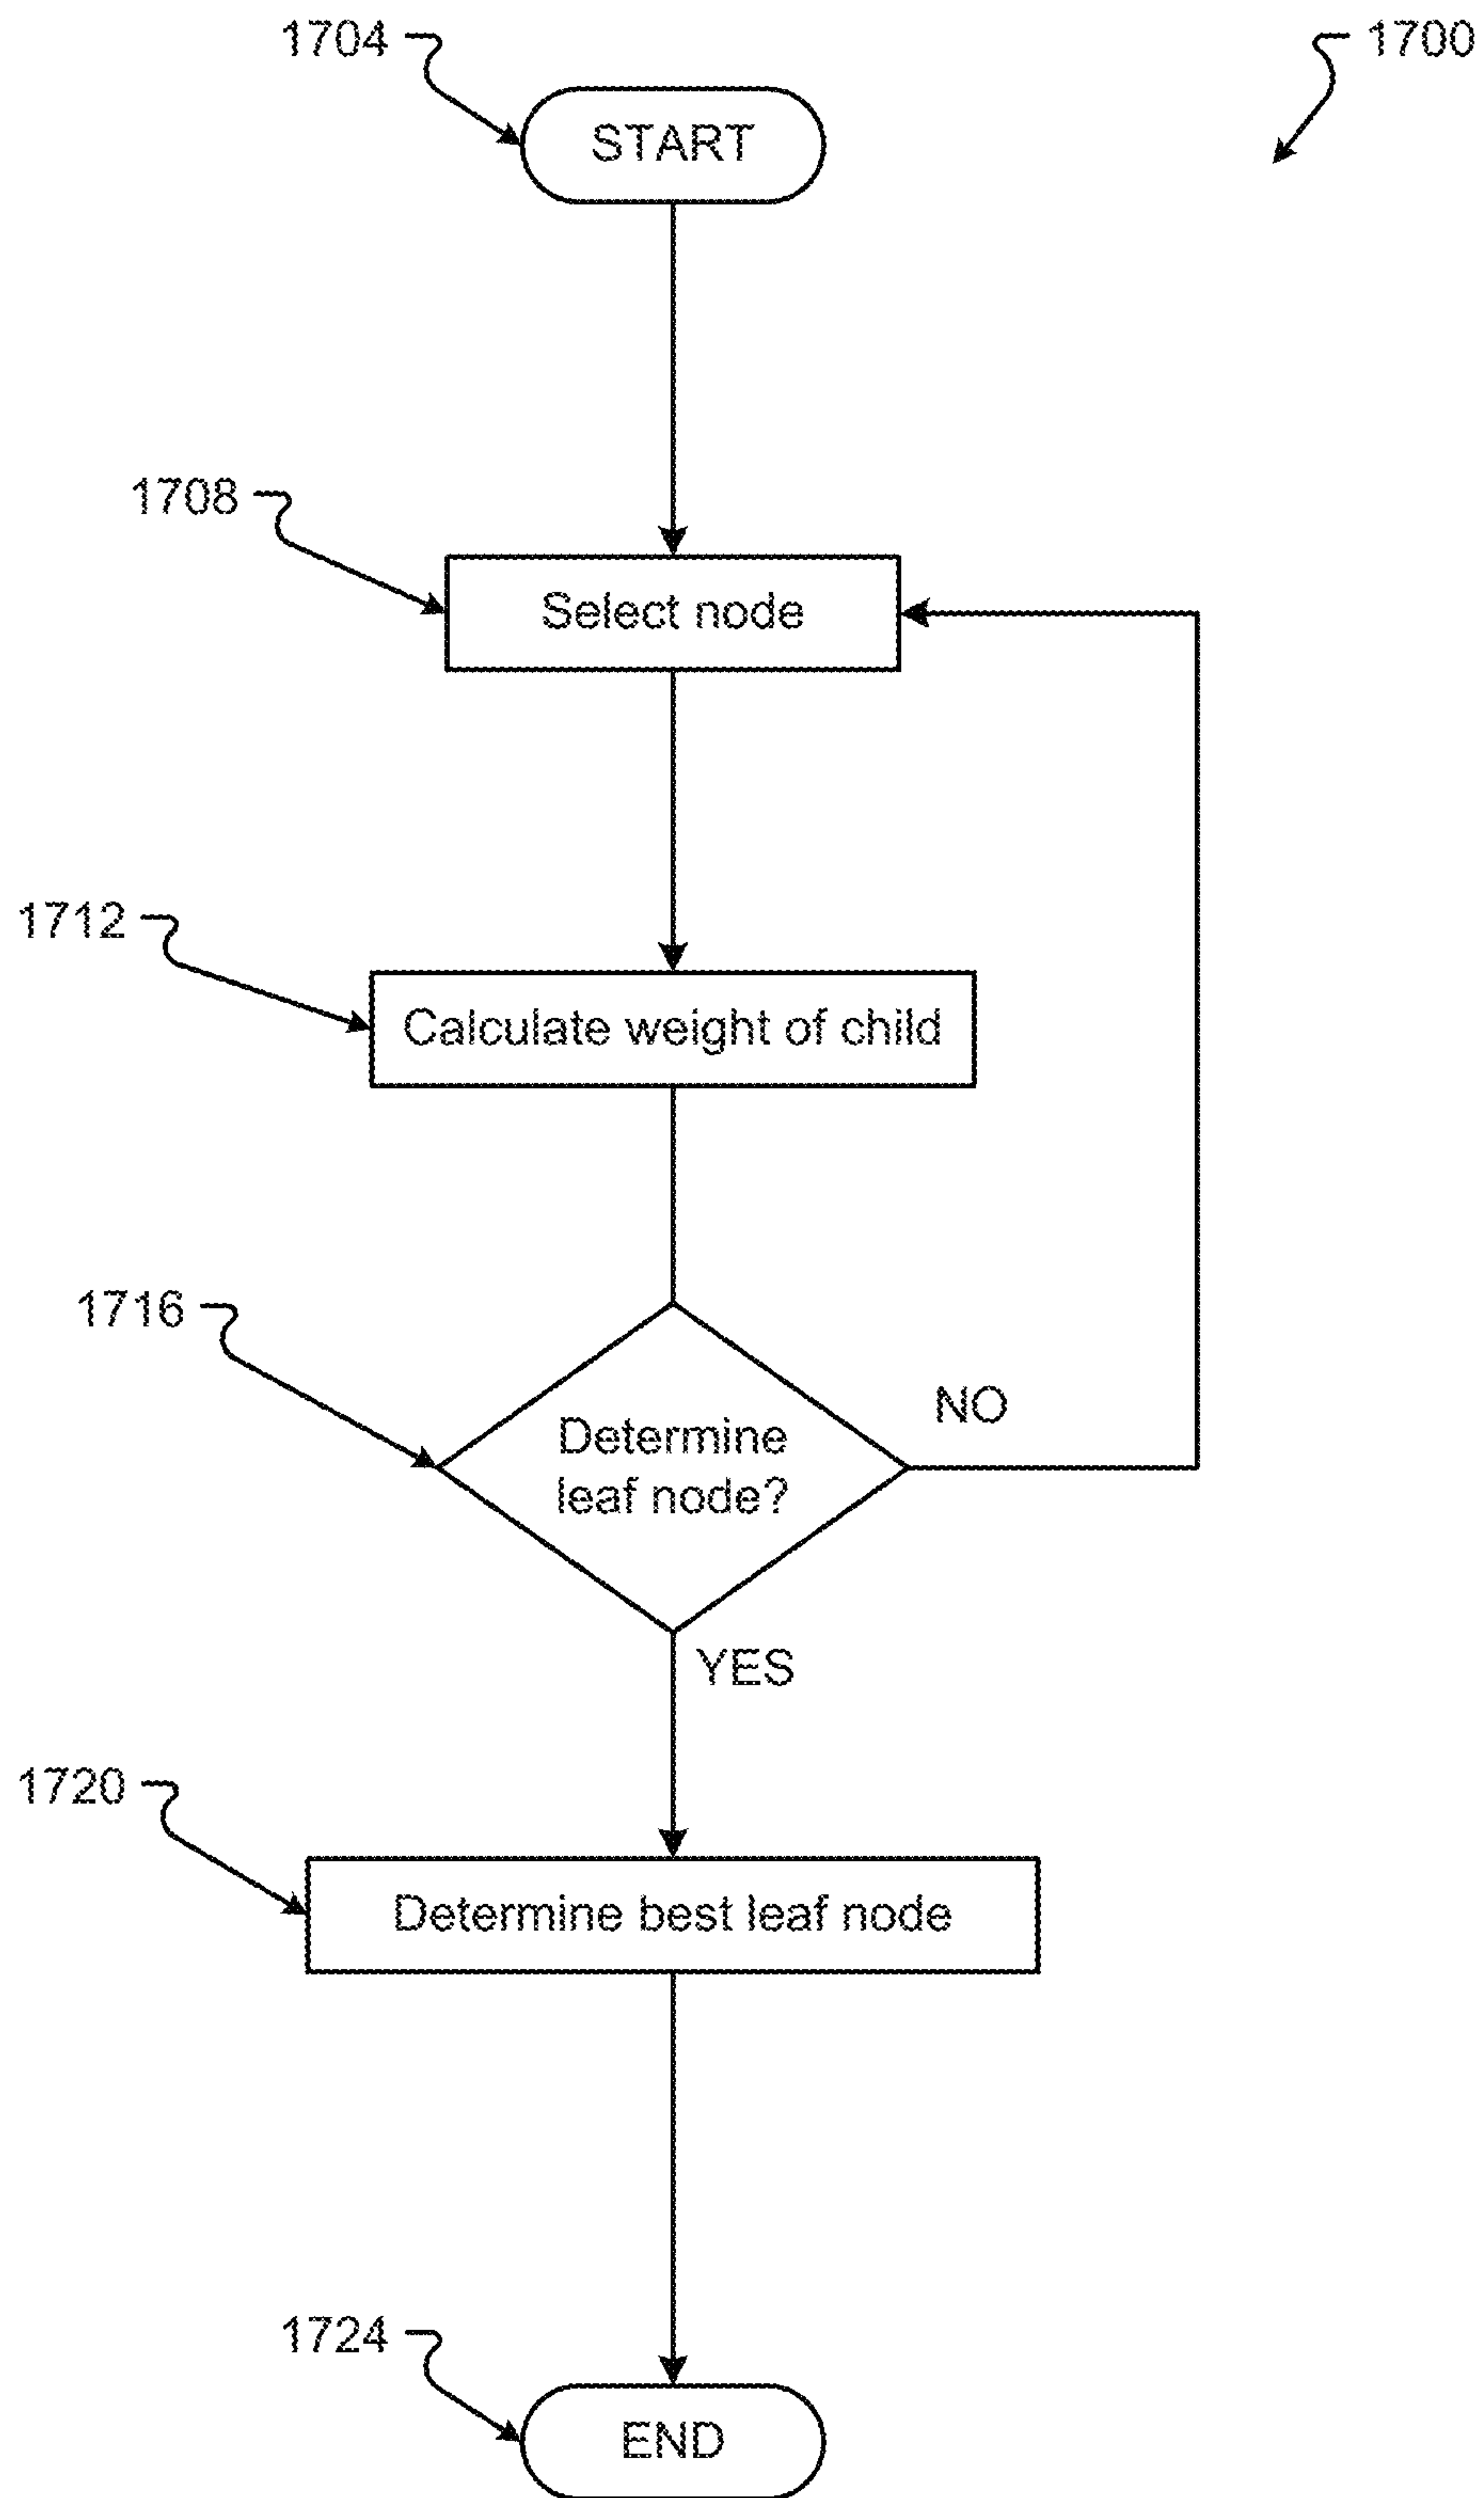 1704
1700
START
1708
Select node
1712
Calculate weight of child
1716
Determine
leaf node?
NO
YES
1720
Determine best leaf node
1724
END